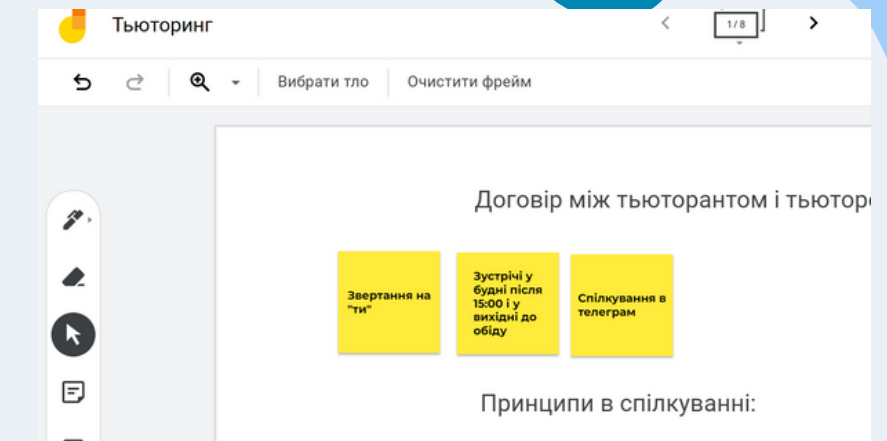 Тьюторинг
1/8
Вибрати тло
Очистити фрейм
Договір між тьюторантом і тьютор
Звертання на
"ти"
Зустрічі у
будні після
15:00 і у
вихідні до
обіду
Спілкування в
телеграм
Принципи в спілкуванні: